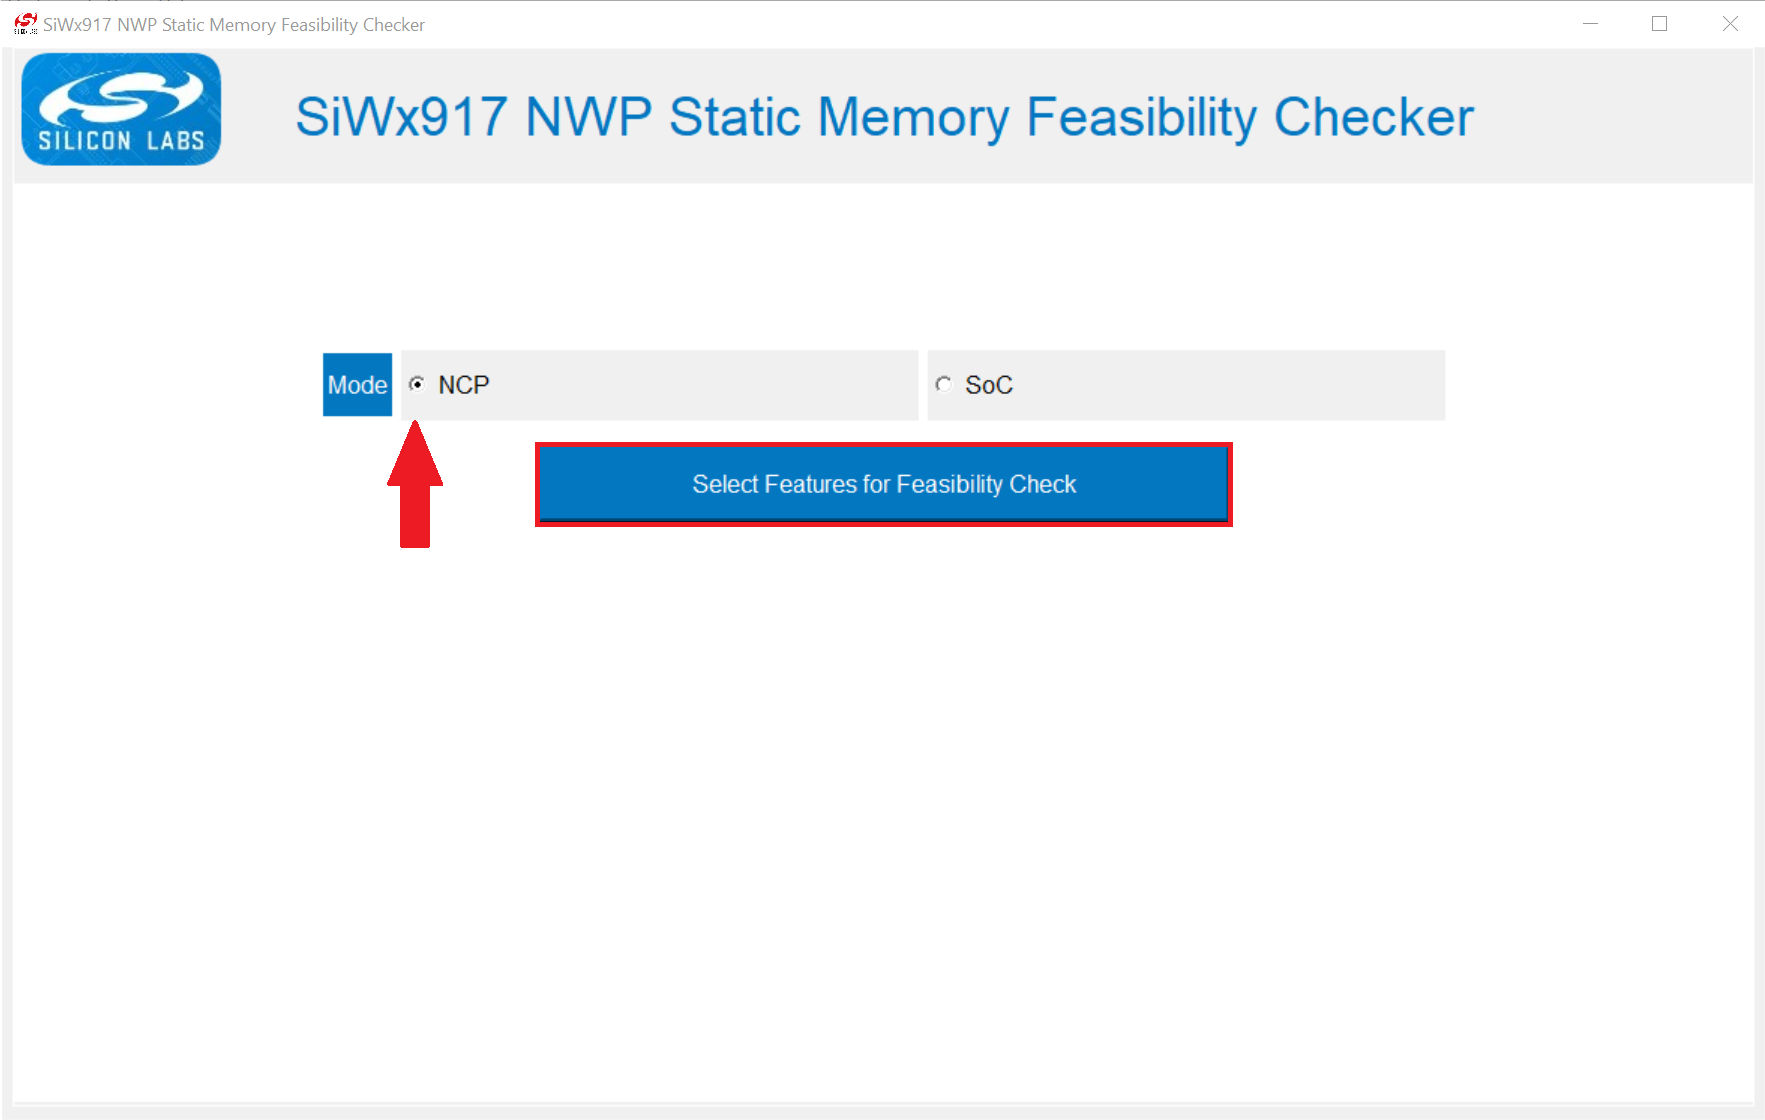 SiWx917 NWP Static Memory Feasibility Checker
SILICON LABS
SiWx917 NWP Static Memory Feasibility Checker
Mode
NCP
SoC
Select Features for Feasibility Check